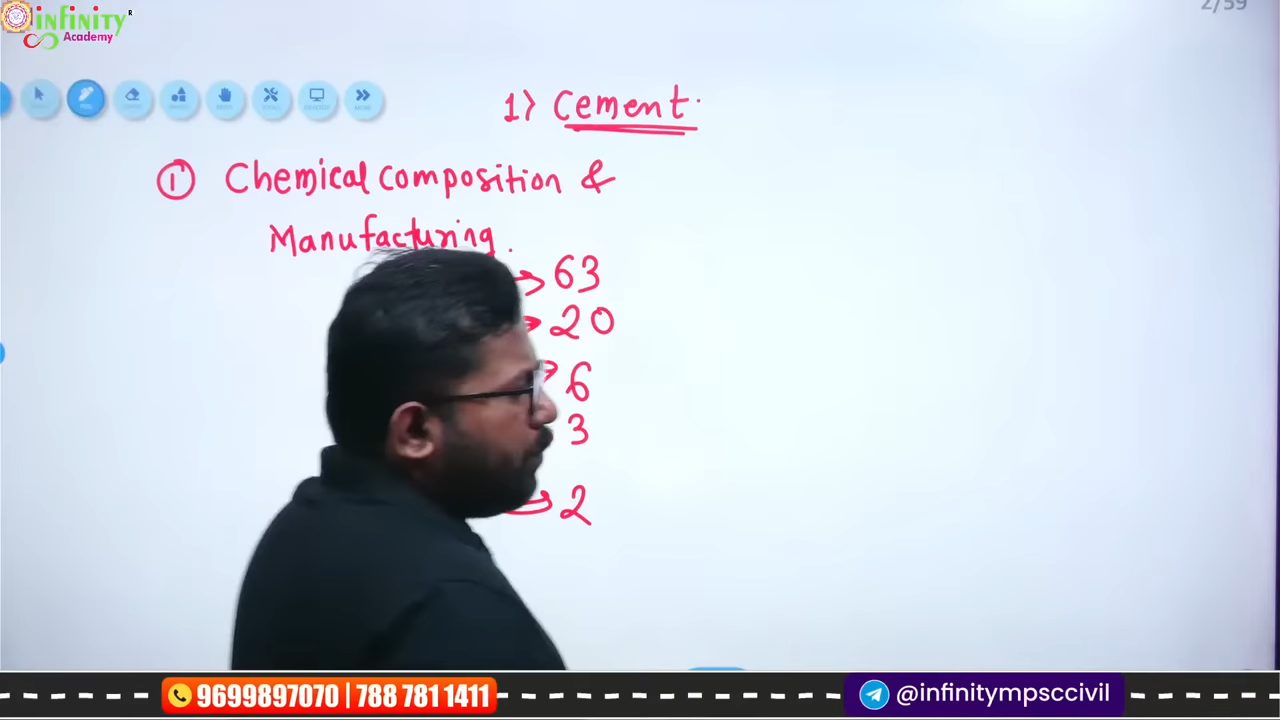 infinity
Academy
2/59
1) Cement.
① Chemical composition &
Manufacturing.
→ 63
→ 20
→ 6
3
→ 2
9699897070 | 788 781 1411
@infinitympsccivil